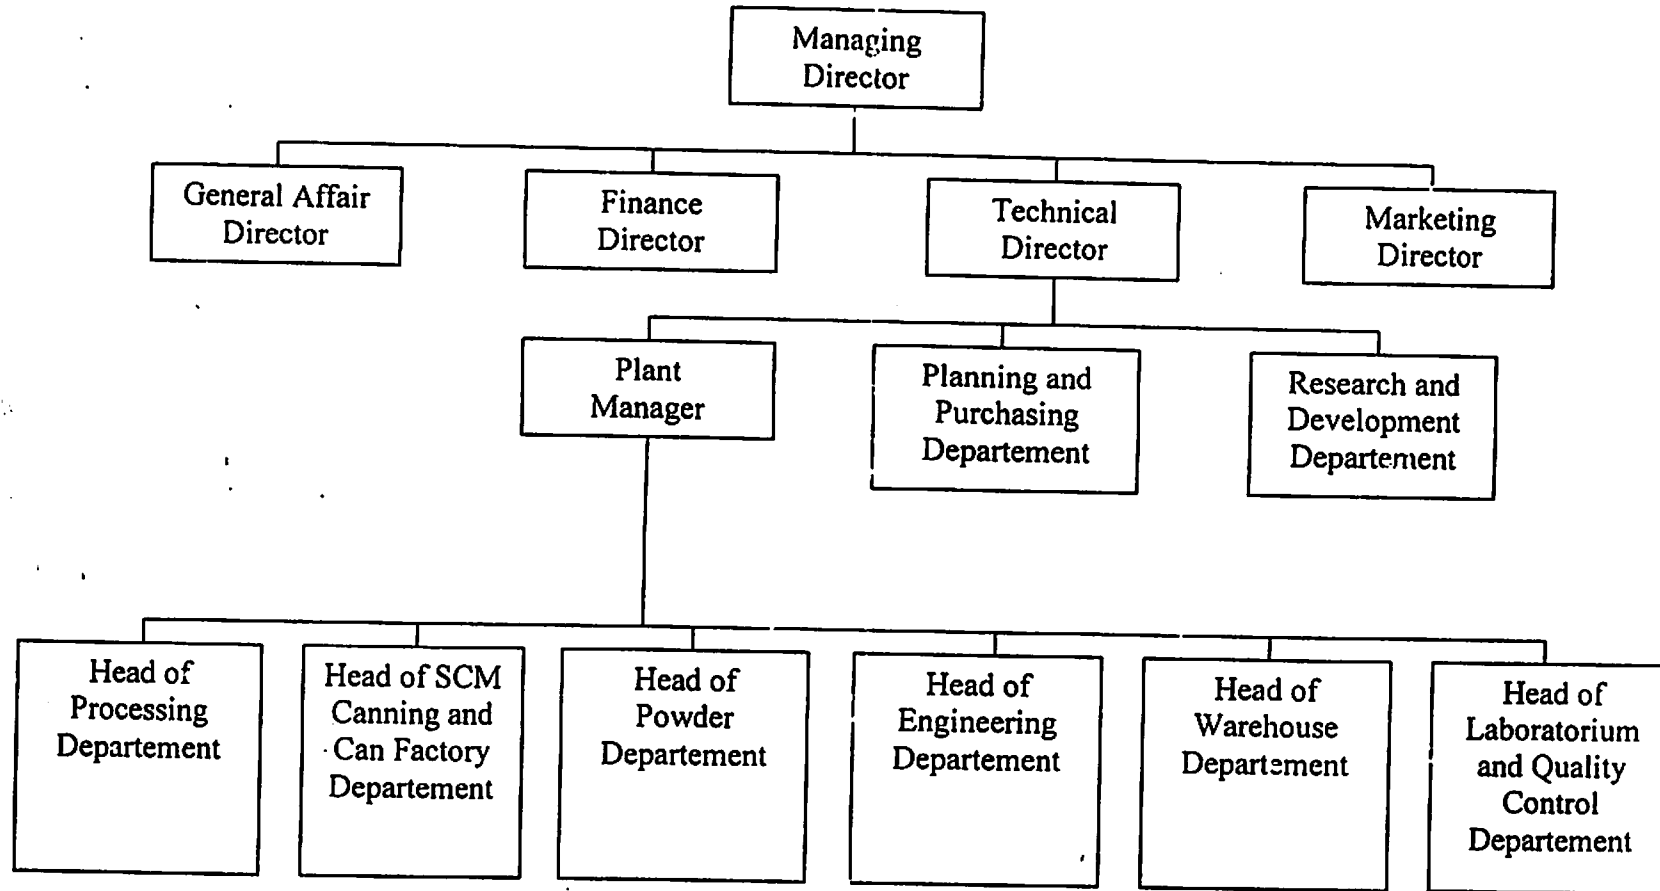 Managing
Director
General Affair
Director
Finance
Director
Technical
Director
Marketing
Director
Plant
Manager
Planning and
Purchasing
Departement
Research and
Development
Departement
Head of
Processing
Departement
Head of SCM
Canning and
Can Factory
Departement
Head of
Powder
Departement
Head of
Engineering
Departement
Head of
Warehouse
Departement
Head of
Laboratorium
and Quality
Control
Departement